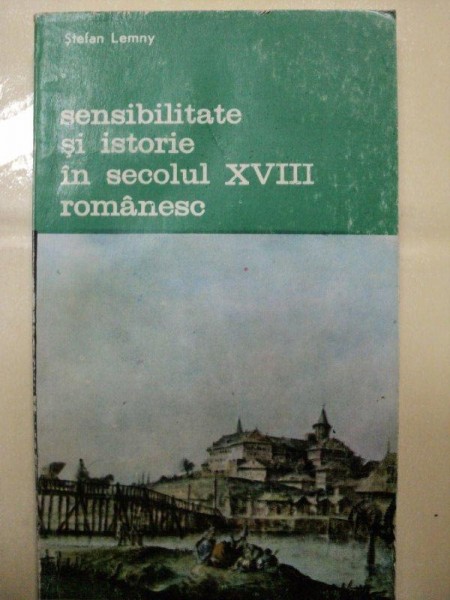 Ștefan Lemny
sensibilitate
și istorie
în secolul XVIII
românesc